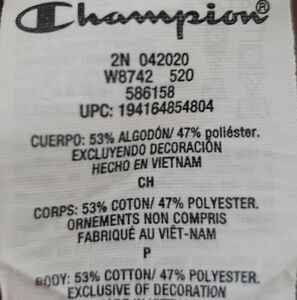 Champion®
2N 042020
W8742 520
586158
UPC: 194164854804
CUERPO: 53% ALGODÓN/ 47% poliéster.
EXCLUYENDO DECORACIÓN
HECHO EN VIETNAM
CH
CORPS: 53% COTON/ 47% POLYESTER.
ORNEMENTS NON COMPRIS
FABRIQUÉ AU VIÊT-NAM
P
BODY: 53% COTTON/ 47% POLYESTER.
EXCLUSIVE OF DECORATION